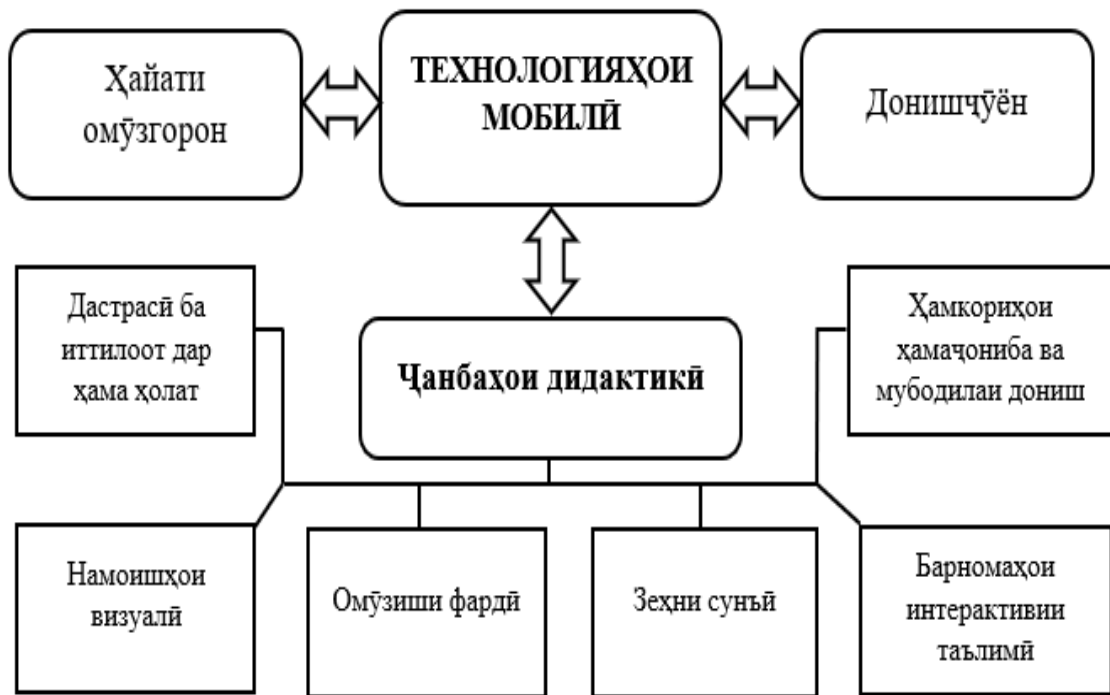 Ҳайати
омӯзгорон
ТЕХНОЛОГИЯҲОИ
МОБИЛӢ
Донишҷӯён
Дастрасӣ ба
иттилоот дар
ҳама ҳолат
Ҷанбаҳои дидактикӣ
Ҳамкориҳои
ҳамаҷониба ва
мубодилаи дониш
Намоишҳои
визуалӣ
Омӯзиши фардӣ
Зеҳни сунъӣ
Барномаҳои
интерактивии
таълимӣ